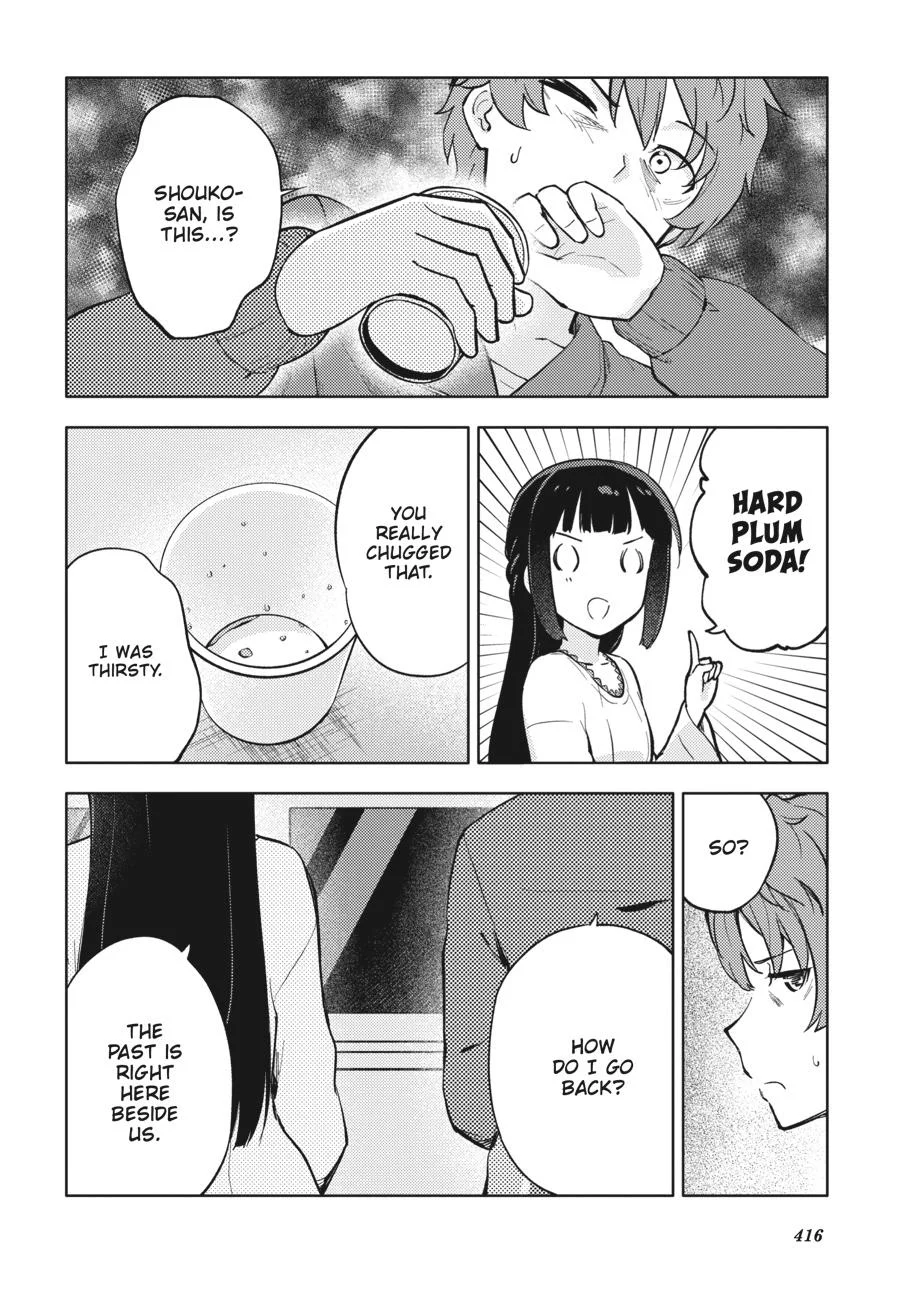 SHOUKO-
SAN, IS
THIS...?
HARD
PLUM
SODA!
YOU
REALLY
CHUGGED
THAT.
I WAS
THIRSTY.
SO?
HOW
DO I GO
BACK?
THE
PAST IS
RIGHT
HERE
BESIDE
US.
416